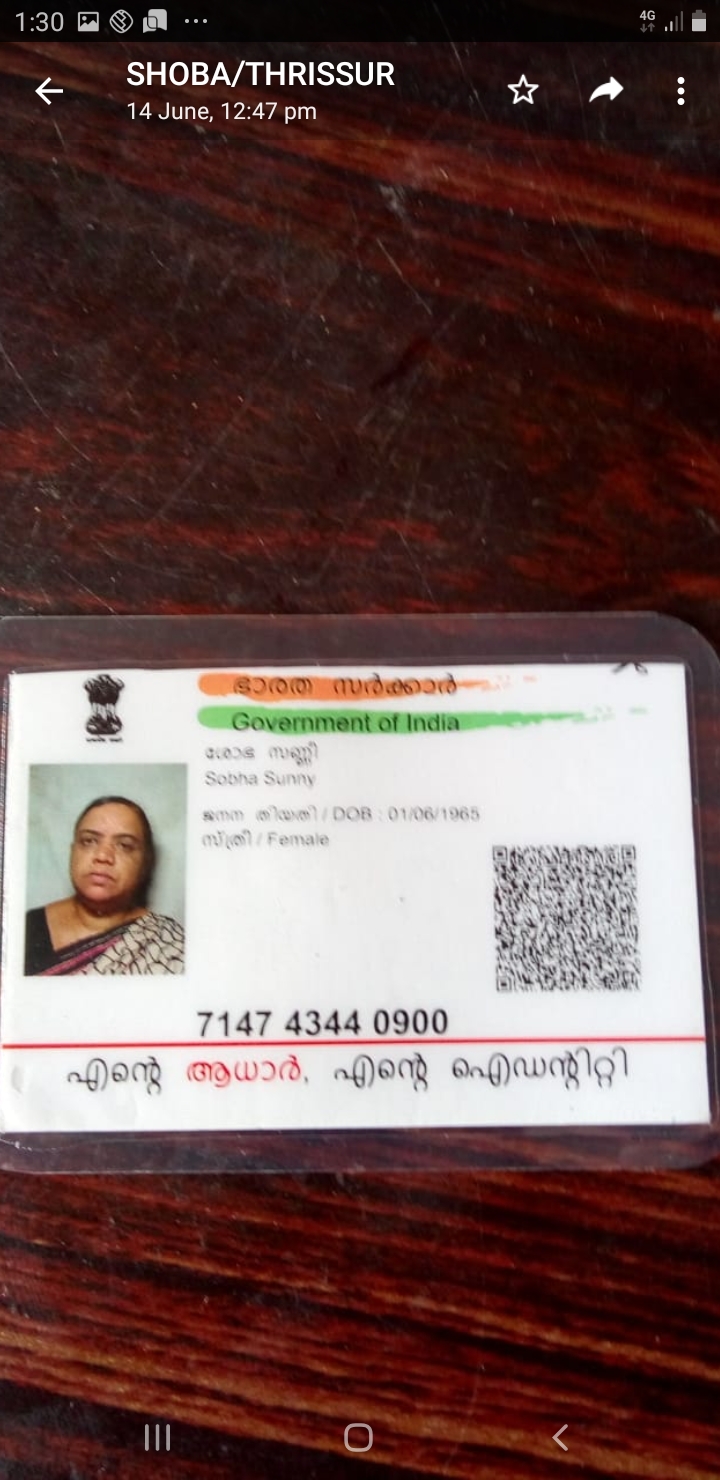 1:30
4G
SHOBA/THRISSUR
14 June, 12:47 pm
ഭാരത സർക്കാർ
Government of India
ശോഭ സണ്ണി
Sobha Sunny
ജനന തിയതി / DOB : 01/06/1965
സ്ത്രീ / Female
7147 4344 0900
എന്റെ ആധാർ, എന്റെ ഐഡന്റിറ്റി